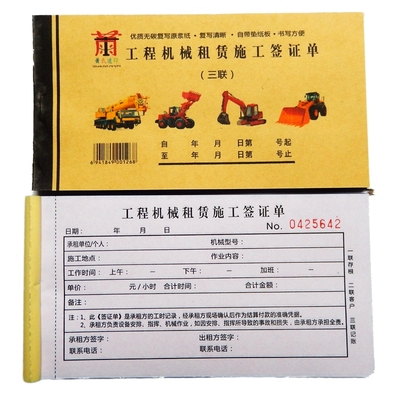 优质无碳复写原浆纸·复写清晰·自带垫纸板·书写方便
工程机械租赁施工签证单
(三联)
自 年 月 日第 号起
至 年 月 日第 号止
6941849001268
工程机械租赁施工签证单
日期: 年 月 日
No. 0425642
承租单位/个人: 机械型号:
施工地点: 作业内容:
工作时间: 上午: - 下午: - 加班: -
单价: 元/小时 合计时间: 合计金额:
备注:
注:1、此《签证单》是承租方的工时记录,经承租方现场确认后作为结算付款的准确凭据。
2、承租方负责设备安排、指挥、机械作业,如因安排、指挥所导致的事故和损失,由承租方承担全责。
承租方签字: 出租方签字:
联系电话: 联系电话:
一联存根 二联客户 三联记账